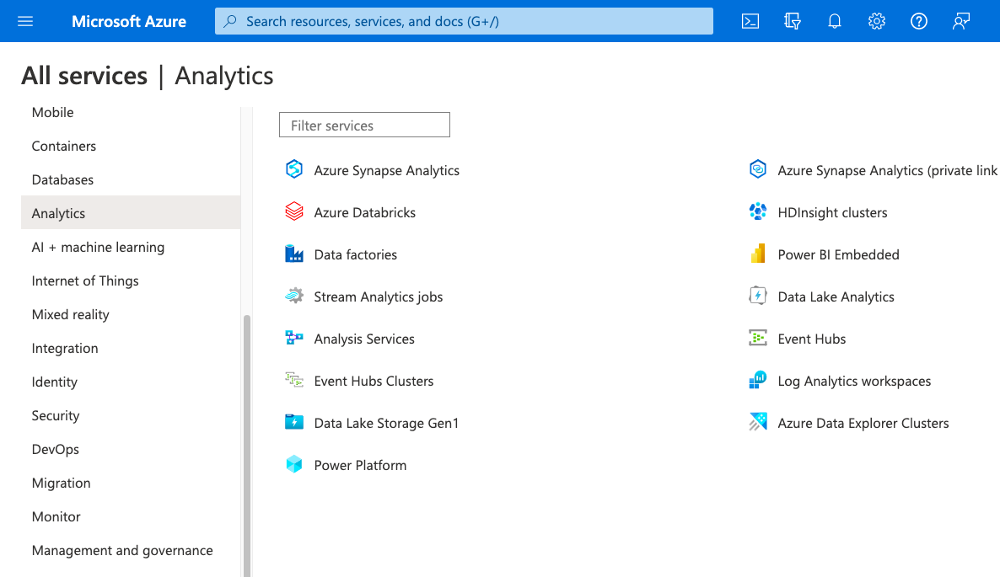 Microsoft Azure
Search resources, services, and docs (G+/)
All services | Analytics
Mobile
Containers
Databases
Analytics
AI + machine learning
Internet of Things
Mixed reality
Integration
Identity
Security
DevOps
Migration
Monitor
Management and governance
Filter services
Azure Synapse Analytics
Azure Synapse Analytics (private link
Azure Databricks
HDInsight clusters
Data factories
Power BI Embedded
Stream Analytics jobs
Data Lake Analytics
Analysis Services
Event Hubs
Event Hubs Clusters
Log Analytics workspaces
Data Lake Storage Gen1
Azure Data Explorer Clusters
Power Platform